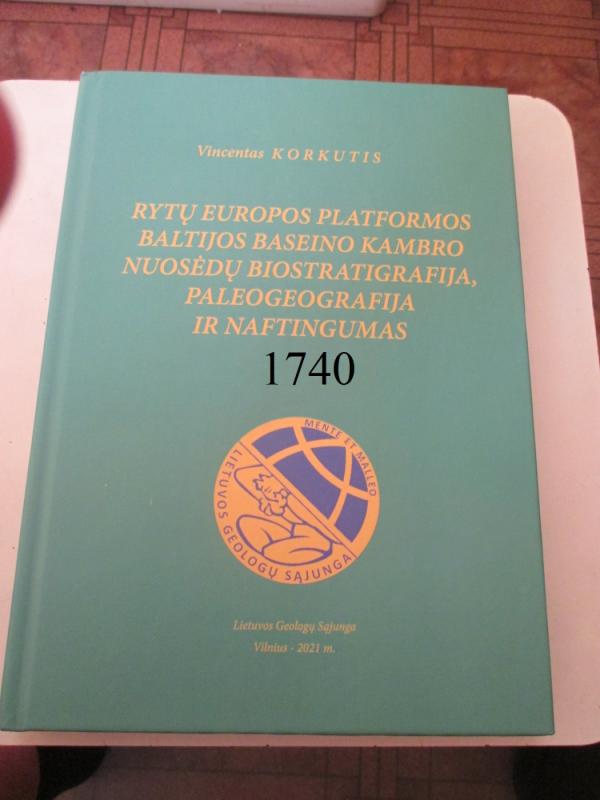 Vincentas KORKUTIS
RYTŲ EUROPOS PLATFORMOS
BALTIJOS BASEINO KAMBRO
NUOSĖDŲ BIOSTRATIGRAFIJA,
PALEOGEOGRAFIJA
IR NAFTINGUMAS
1740
MENTE ET MALLEO
LIETUVOS GEOLOGŲ SĄJUNGA
Lietuvos Geologų Sąjunga
Vilnius - 2021 m.